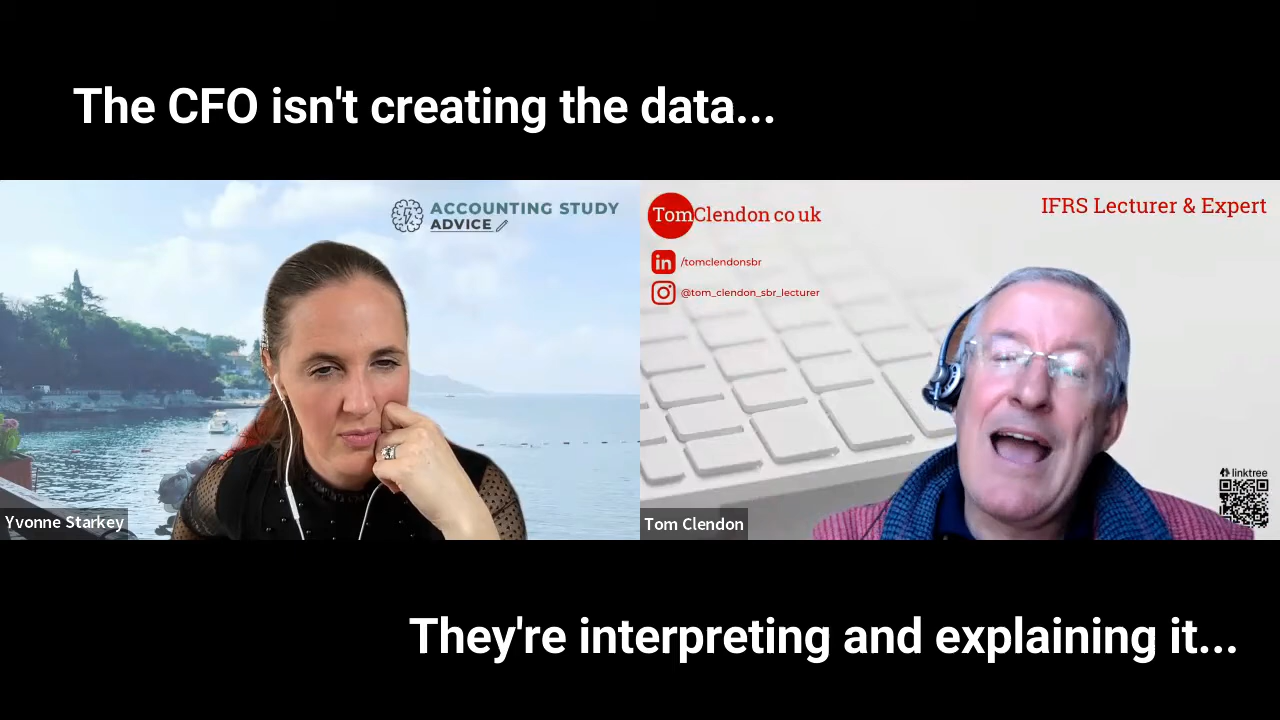 The CFO isn't creating the data...
ACCOUNTING STUDY
ADVICE
TomClendon co uk
IFRS Lecturer & Expert
in
/tomclendonsbr
@tom_clendon_sbr_lecturer
linktree
Yvonne Starkey
Tom Clendon
They're interpreting and explaining it...